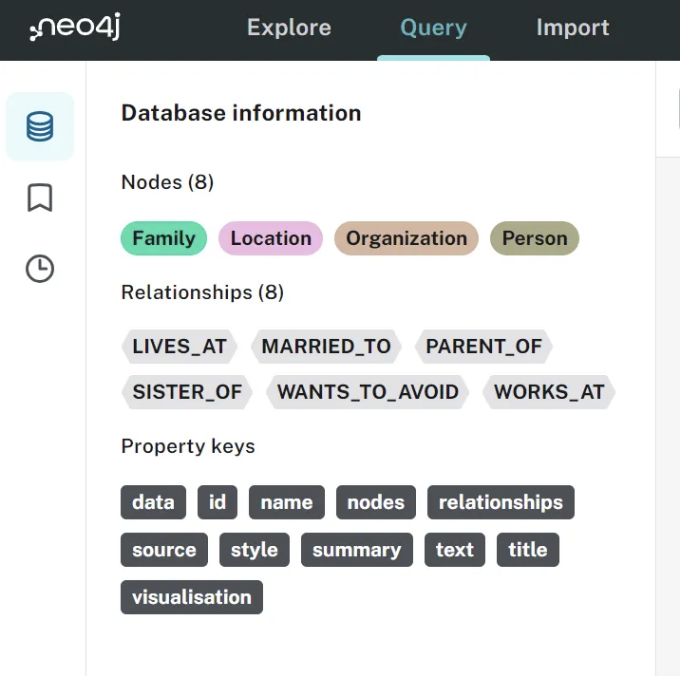 neo4j Explore Query Import
Database information
Nodes (8)
Family Location Organization Person
Relationships (8)
LIVES_AT MARRIED_TO PARENT_OF
SISTER_OF WANTS_TO_AVOID WORKS_AT
Property keys
data id name nodes relationships
source style summary text title
visualisation